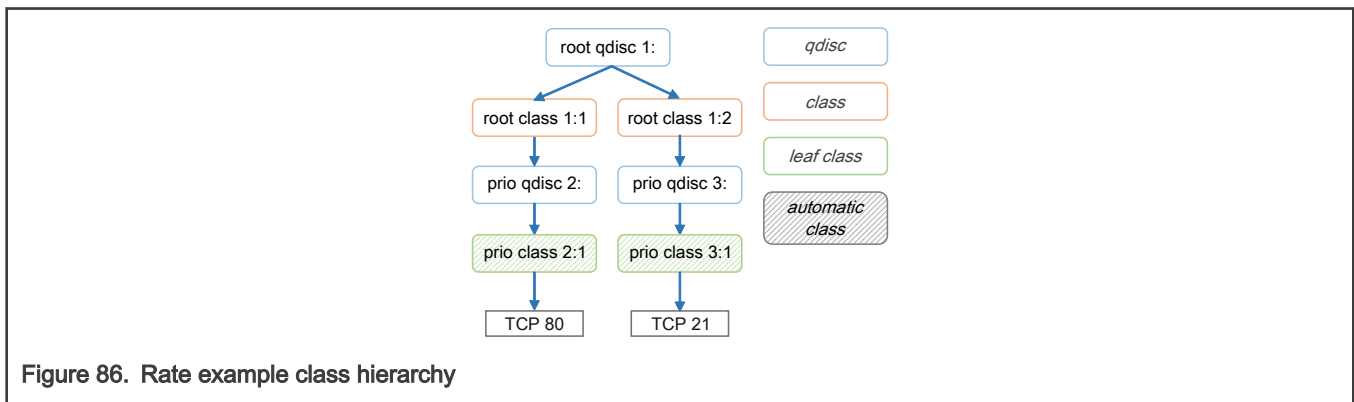 root qdisc 1:
root class 1:1
root class 1:2
prio qdisc 2:
prio qdisc 3:
prio class 2:1
prio class 3:1
TCP 80
TCP 21
qdisc
class
leaf class
automatic
class
Figure 86. Rate example class hierarchy